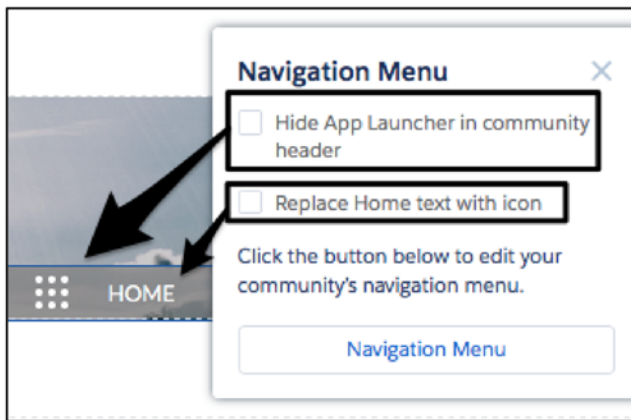 Navigation Menu
Hide App Launcher in community
header
Replace Home text with icon
Click the button below to edit your
community's navigation menu.
HOME
Navigation Menu